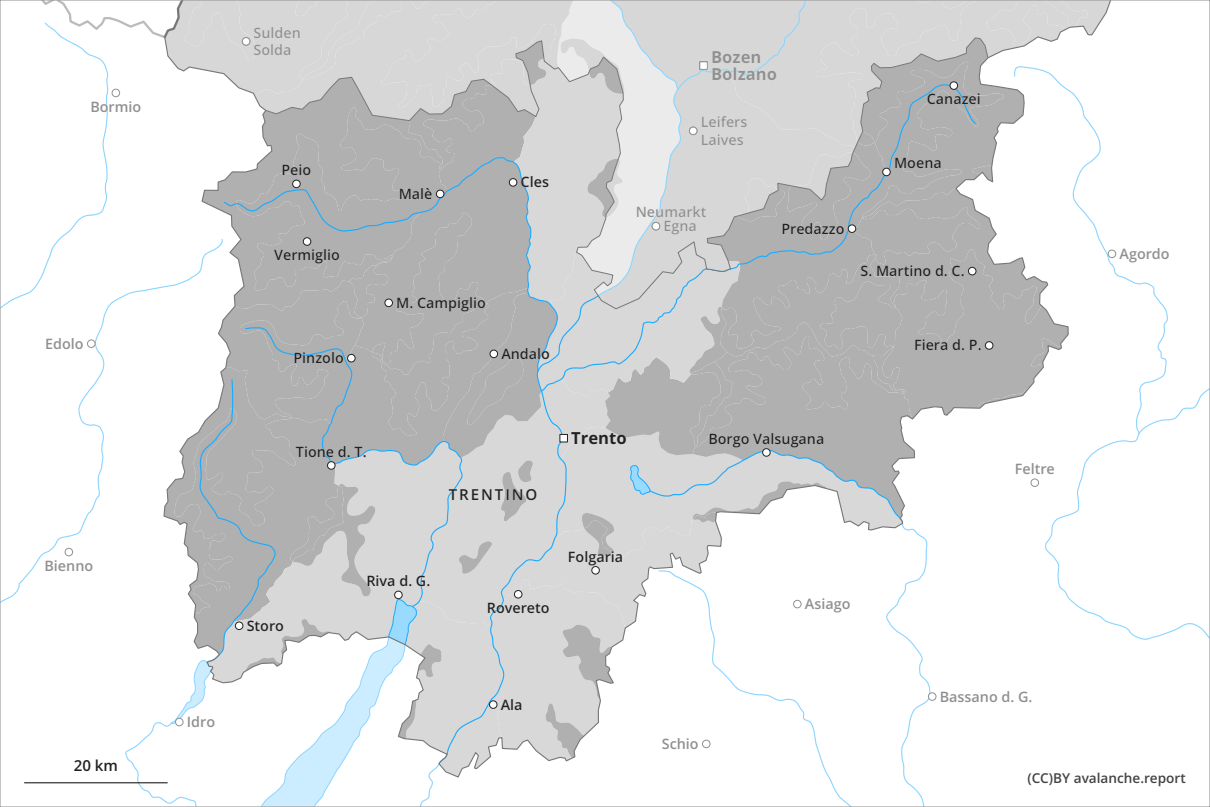 Sulden
Solda
Bozen
Bolzano
Bormio
Canazei
Leifers
Laives
Moena
Peio
Malè
Cles
Neumarkt
Egna
Predazzo
Vermiglio
Agordo
S. Martino d. C.
M. Campiglio
Edolo
Pinzolo
Andalo
Fiera d. P.
Trento
Borgo Valsugana
Tione d. T.
Feltre
TRENTINO
Bienno
Folgaria
Riva d. G.
Rovereto
Asiago
Storo
Bassano d. G.
Ala
Idro
Schio
20 km
(CC)BY avalanche.report